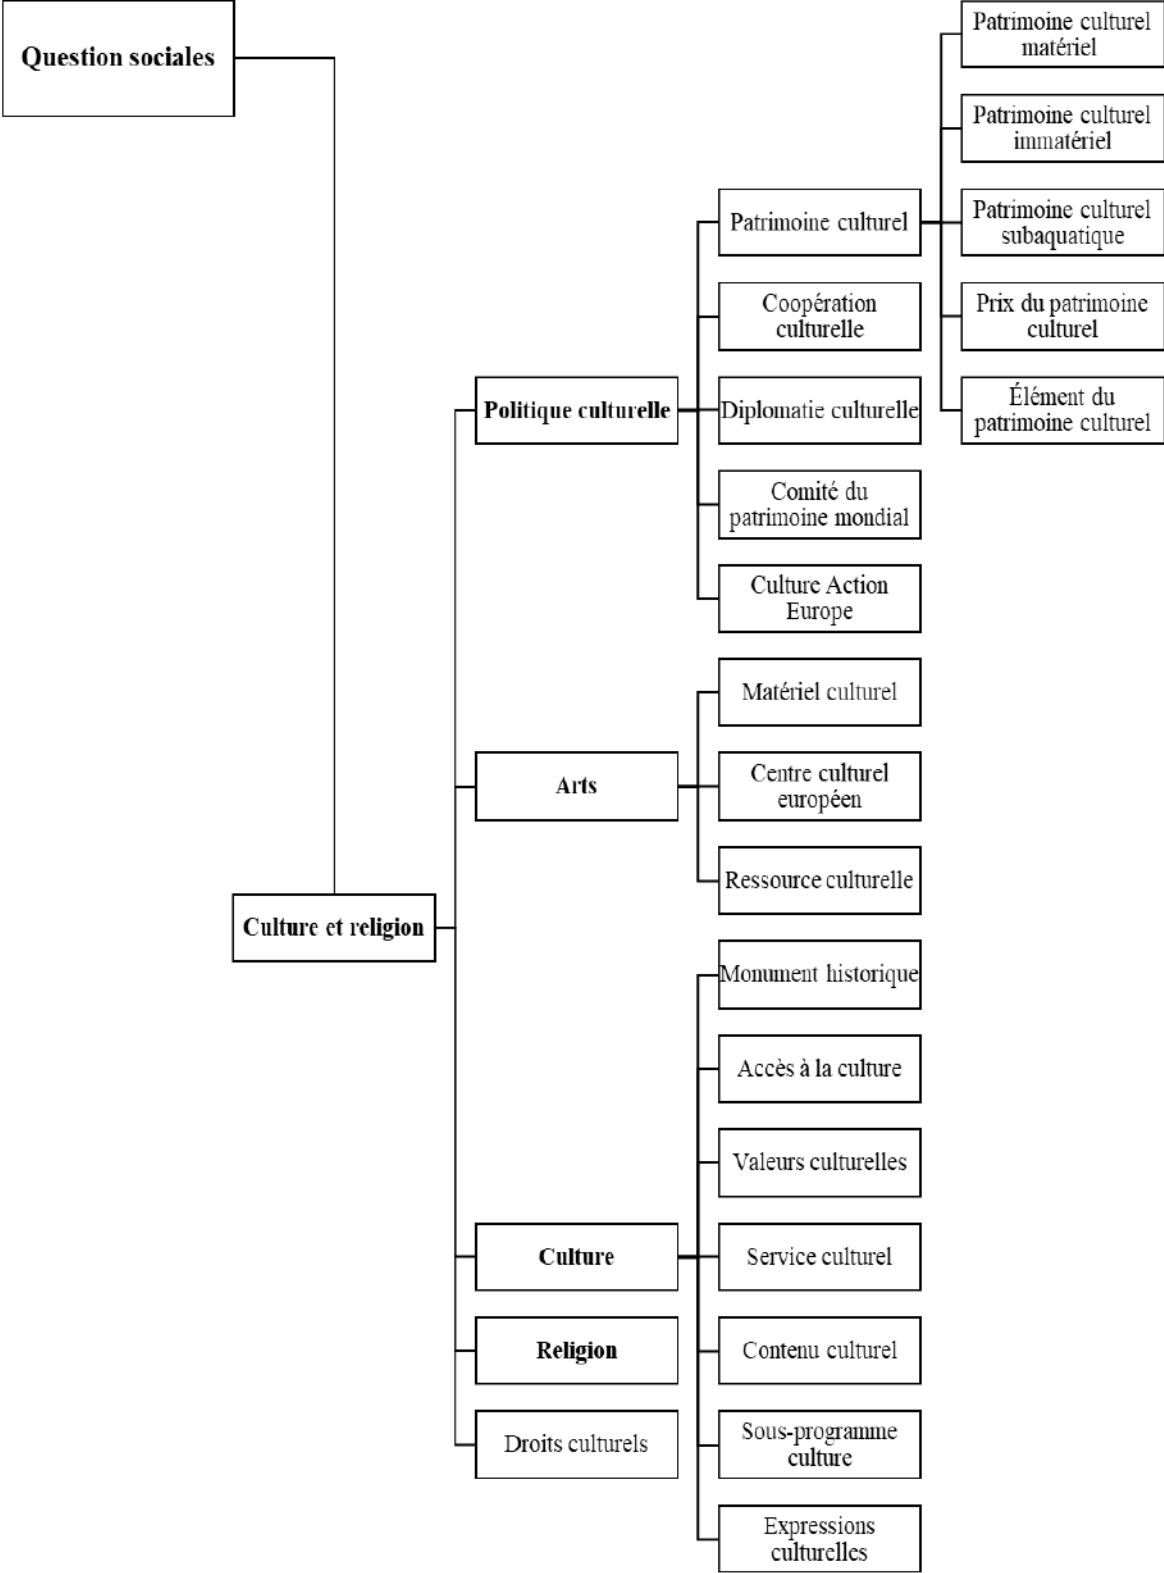 Question sociales
Patrimoine culturel
matériel
Patrimoine culturel
immatériel
Patrimoine culturel
Patrimoine culturel
subaquatique
Coopération
culturelle
Prix du patrimoine
culturel
Politique culturelle
Diplomatie culturelle
Élément du
patrimoine culturel
Comité du
patrimoine mondial
Culture Action
Europe
Matériel culturel
Arts
Centre culturel
européen
Ressource culturelle
Culture et religion
Monument historique
Accès à la culture
Valeurs culturelles
Culture
Service culturel
Religion
Contenu culturel
Droits culturels
Sous-programme
culture
Expressions
culturelles